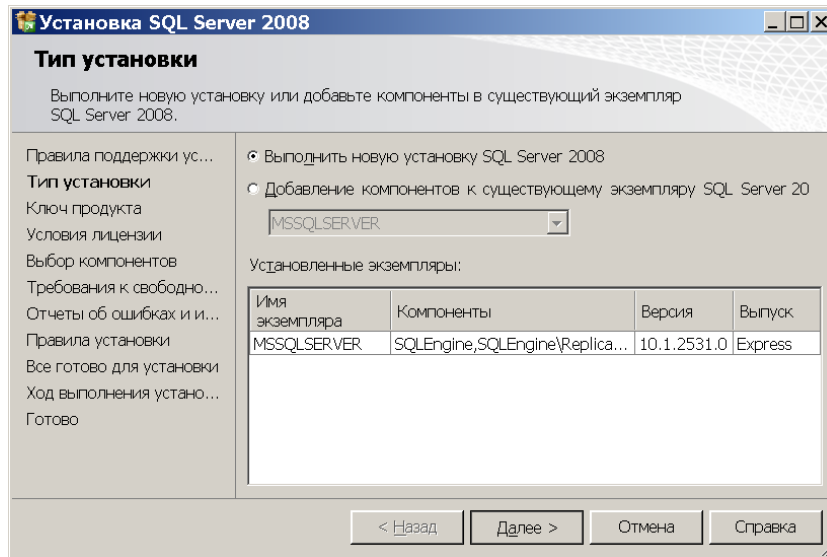 Установка SQL Server 2008
Тип установки
Выполните новую установку или добавьте компоненты в существующий экземпляр
SQL Server 2008.
Правила поддержки ус...
Тип установки
Ключ продукта
Условия лицензии
Выбор компонентов
Требования к свободно...
Отчеты об ошибках и и...
Правила установки
Все готово для установки
Ход выполнения устано...
Готово
Выполнить новую установку SQL Server 2008
Добавление компонентов к существующему экземпляру SQL Server 20
MSSQLSERVER
Установленные экземпляры:
Имя
экземпляра
Компоненты
Версия
Выпуск
MSSQLSERVER
SQLEngine,SQLEngine\Replica...
10.1.2531.0
Express
< Назад
Далее >
Отмена
Справка